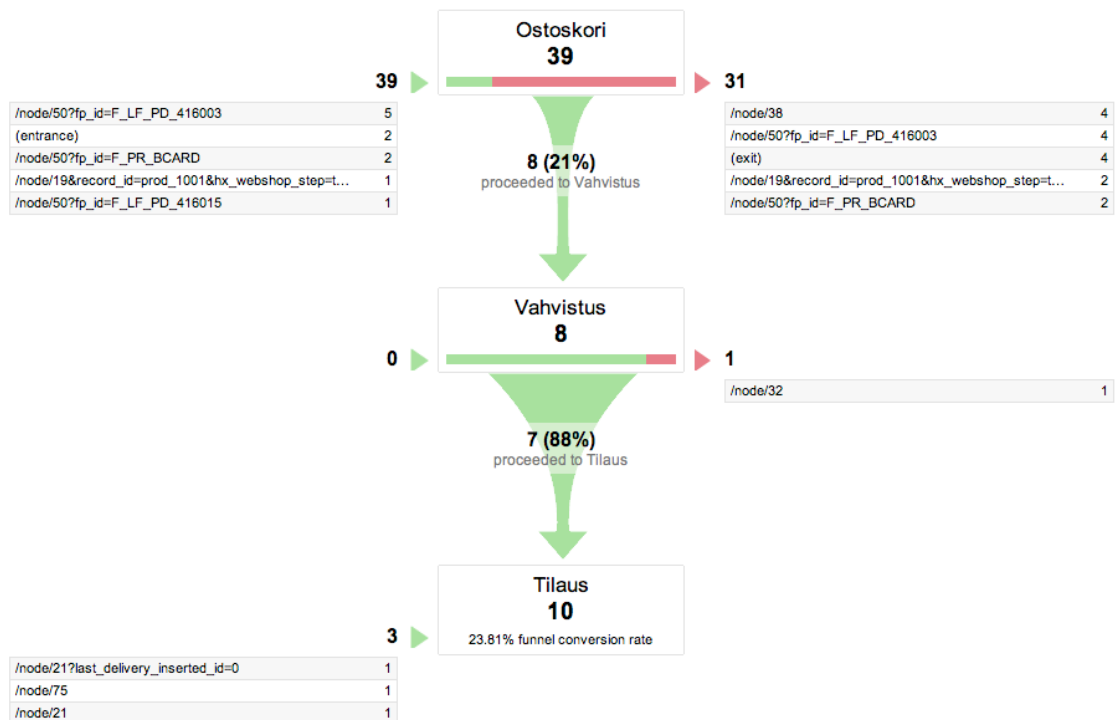 Ostoskori
39
39
31
/node/50?fp_id=F_LF_PD_416003 5
(entrance) 2
/node/50?fp_id=F_PR_BCARD 2
/node/19&record_id=prod_1001&hx_webshop_step=t... 1
/node/50?fp_id=F_LF_PD_416015 1
/node/38 4
/node/50?fp_id=F_LF_PD_416003 4
(exit) 4
/node/19&record_id=prod_1001&hx_webshop_step=t... 2
/node/50?fp_id=F_PR_BCARD 2
8 (21%)
proceeded to Vahvistus
Vahvistus
8
0
1
/node/32 1
7 (88%)
proceeded to Tilaus
Tilaus
10
23.81% funnel conversion rate
3
/node/21?last_delivery_inserted_id=0 1
/node/75 1
/node/21 1